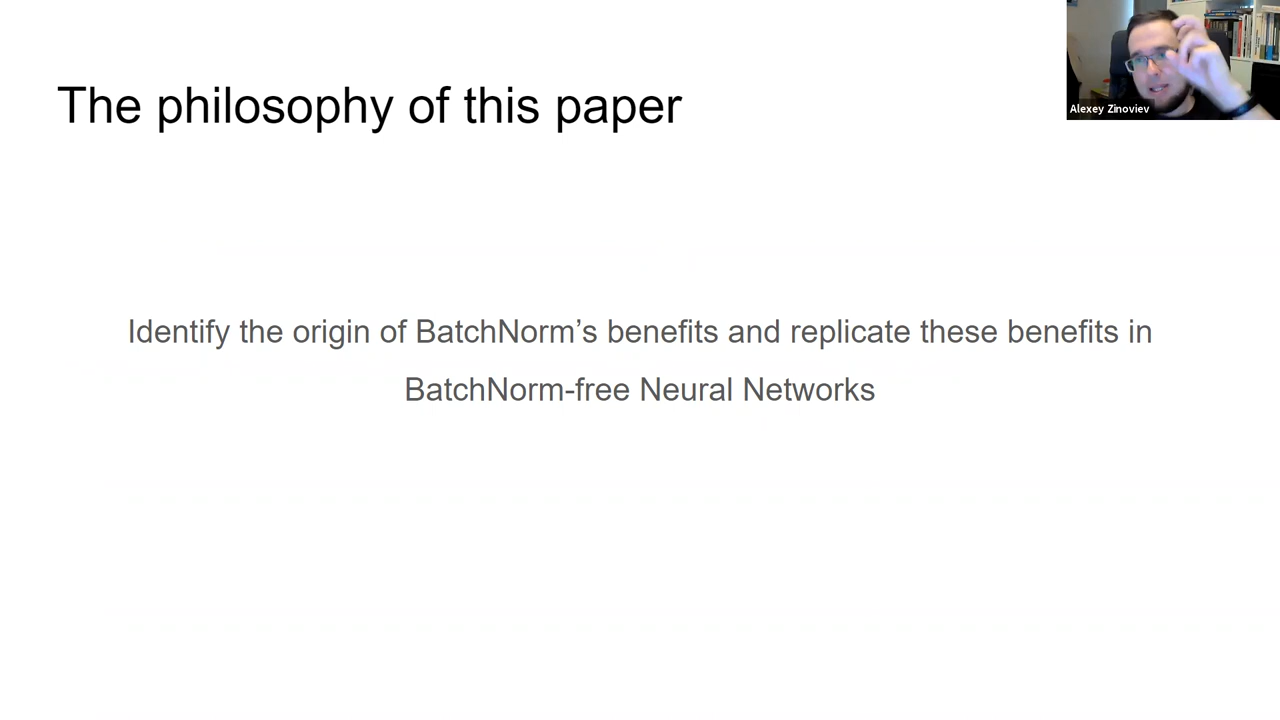 The philosophy of this paper
Alexey Zinoviev
Identify the origin of BatchNorm’s benefits and replicate these benefits in
BatchNorm-free Neural Networks